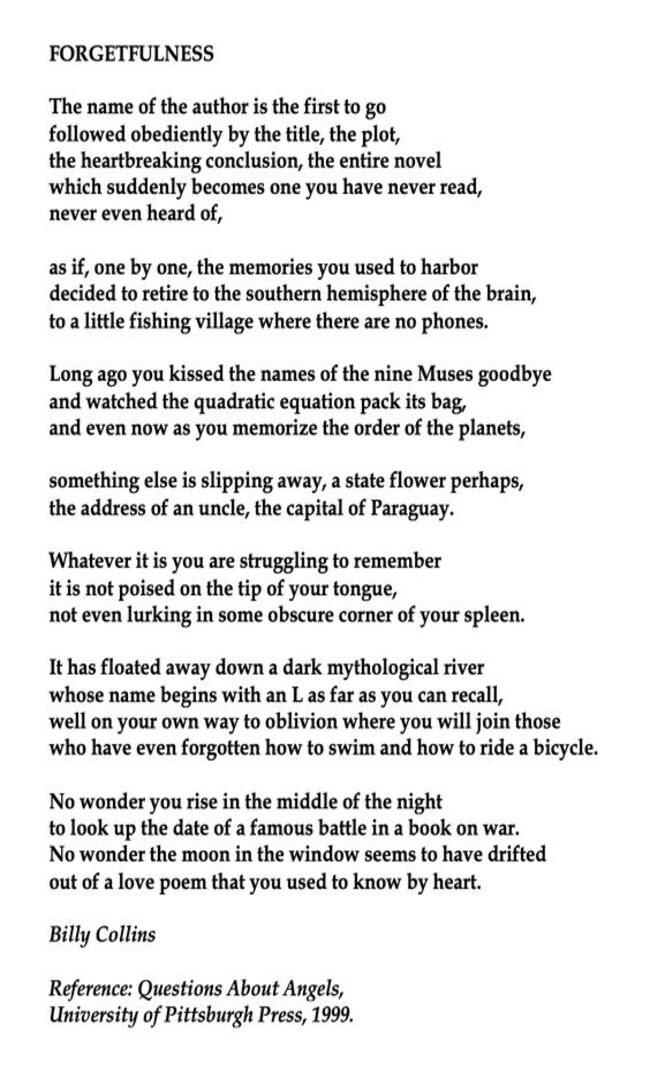 FORGETFULNESS
The name of the author is the first to go
followed obediently by the title, the plot,
the heartbreaking conclusion, the entire novel
which suddenly becomes one you have never read,
never even heard of,
as if, one by one, the memories you used to harbor
decided to retire to the southern hemisphere of the brain,
to a little fishing village where there are no phones.
Long ago you kissed the names of the nine Muses goodbye
and watched the quadratic equation pack its bag,
and even now as you memorize the order of the planets,
something else is slipping away, a state flower perhaps,
the address of an uncle, the capital of Paraguay.
Whatever it is you are struggling to remember
it is not poised on the tip of your tongue,
not even lurking in some obscure corner of your spleen.
It has floated away down a dark mythological river
whose name begins with an L as far as you can recall,
well on your own way to oblivion where you will join those
who have even forgotten how to swim and how to ride a bicycle.
No wonder you rise in the middle of the night
to look up the date of a famous battle in a book on war.
No wonder the moon in the window seems to have drifted
out of a love poem that you used to know by heart.
Billy Collins
Reference: Questions About Angels,
University of Pittsburgh Press, 1999.